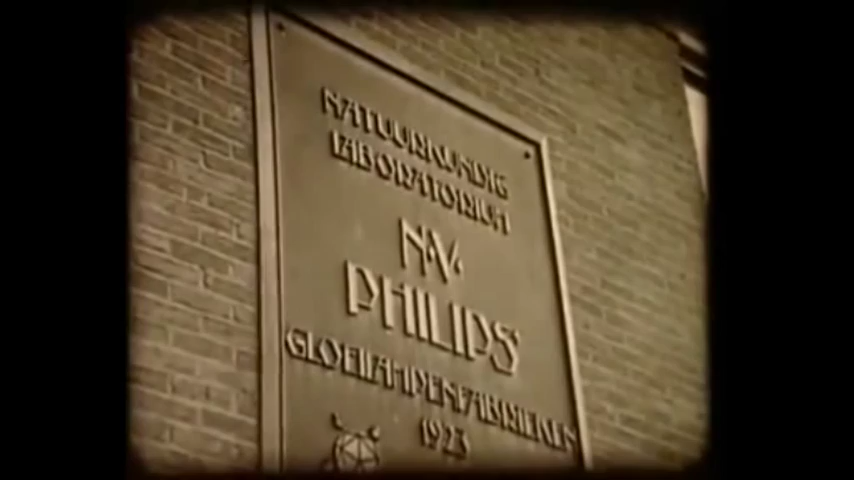 NATUURKUNDIG
LABORATORIUM
N.V.
PHILIPS
GLOEILAMPENFABRIEKEN
1923